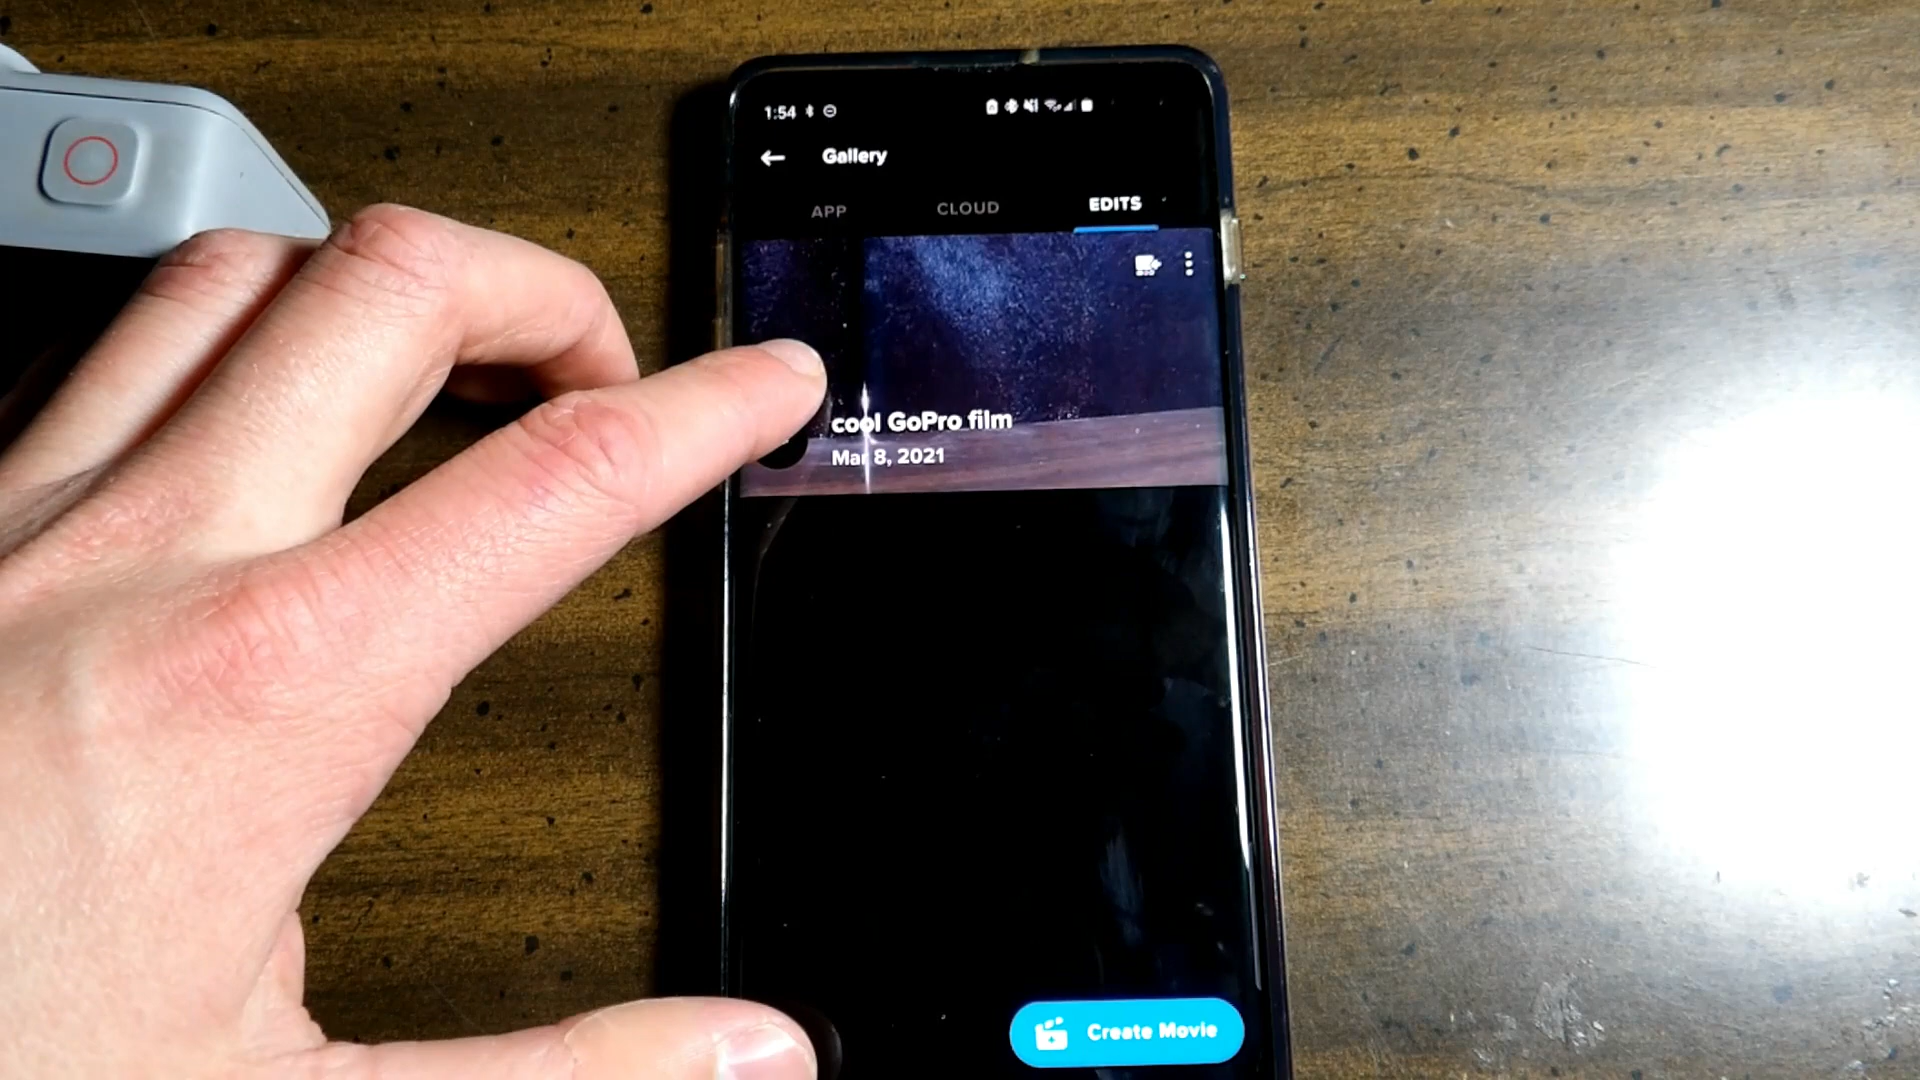 1:54
Gallery
APP CLOUD EDITS
cool GoPro film
Mar 8, 2021
Create Movie